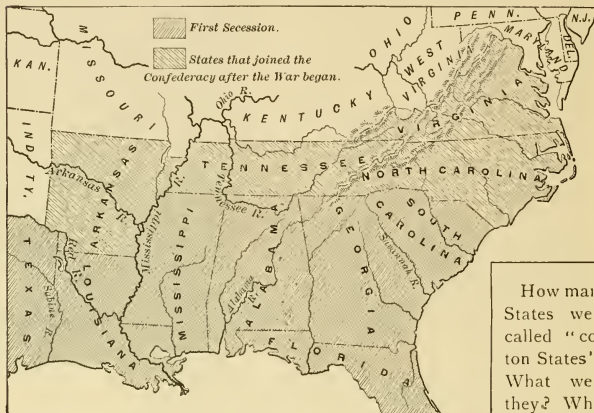 First Secession.
States that joined the
Confederacy after the War began.
PENN.
N.J.
OHIO
WEST
VIRGINIA
MARYLAND
DEL.
KAN.
MISSOURI
Ohio R.
KENTUCKY
VIRGINIA
IND. TY.
ARKANSAS
Arkansas
R.
TENNESSEE
Tennessee R.
NORTH CAROLINA
Mississippi
R.
SOUTH
CAROLINA
Savannah R.
TEXAS
Red R.
Sabine R.
LOUISIANA
MISSISSIPPI
ALABAMA
Alabama
R.
GEORGIA
FLORIDA
How man
States we
called "co
ton States'
What we
they? Wh